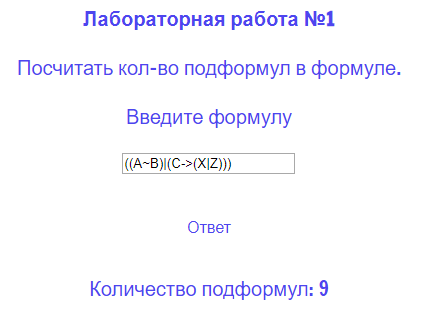 Лабораторная работа №1
Посчитать кол-во подформул в формуле.
Введите формулу
((A~B)|(C->(X|Z)))
Ответ
Количество подформул: 9